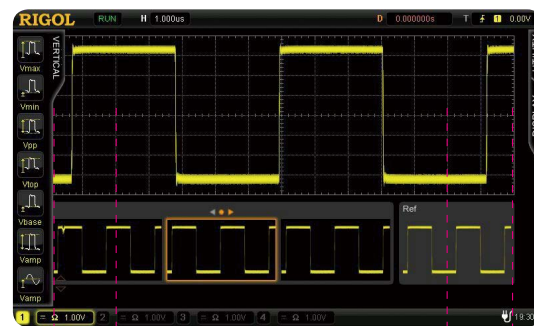 RIGOL RUN H 1.000us D 0.000000s T 1 0.00V
VERTICAL
Vmax
Vmin
Vpp
Vtop
Vbase
Vamp
Vamp
Ref
1 = Ω 1.00V 2 = Ω 1.00V 3 = Ω 1.00V 4 = Ω 1.00V 19:30